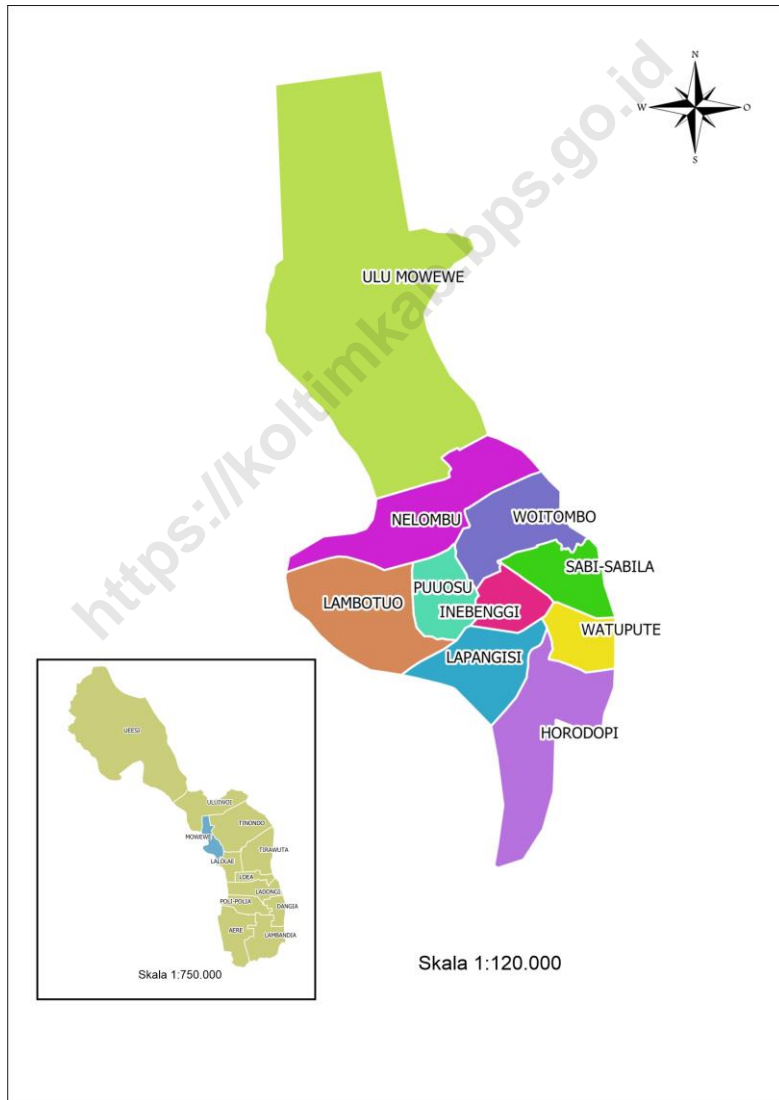 N
W
O
S
https://koltimkab.bps.go.id
ULU MOWEWE
NELOMBU
WOITOMBO
SABI-SABILA
PUUOSU
LAMBOTUO
INEBENGGI
WATUPUTE
LAPANGISI
HORODOPI
UEESI
ULUIWOI
TINONDO
MOWEWE
TIRAWUTA
LALOLAE
LOEA
LADONGI
POLI-POLIA
DANGIA
AERE
LAMBANDIA
Skala 1:750.000
Skala 1:120.000